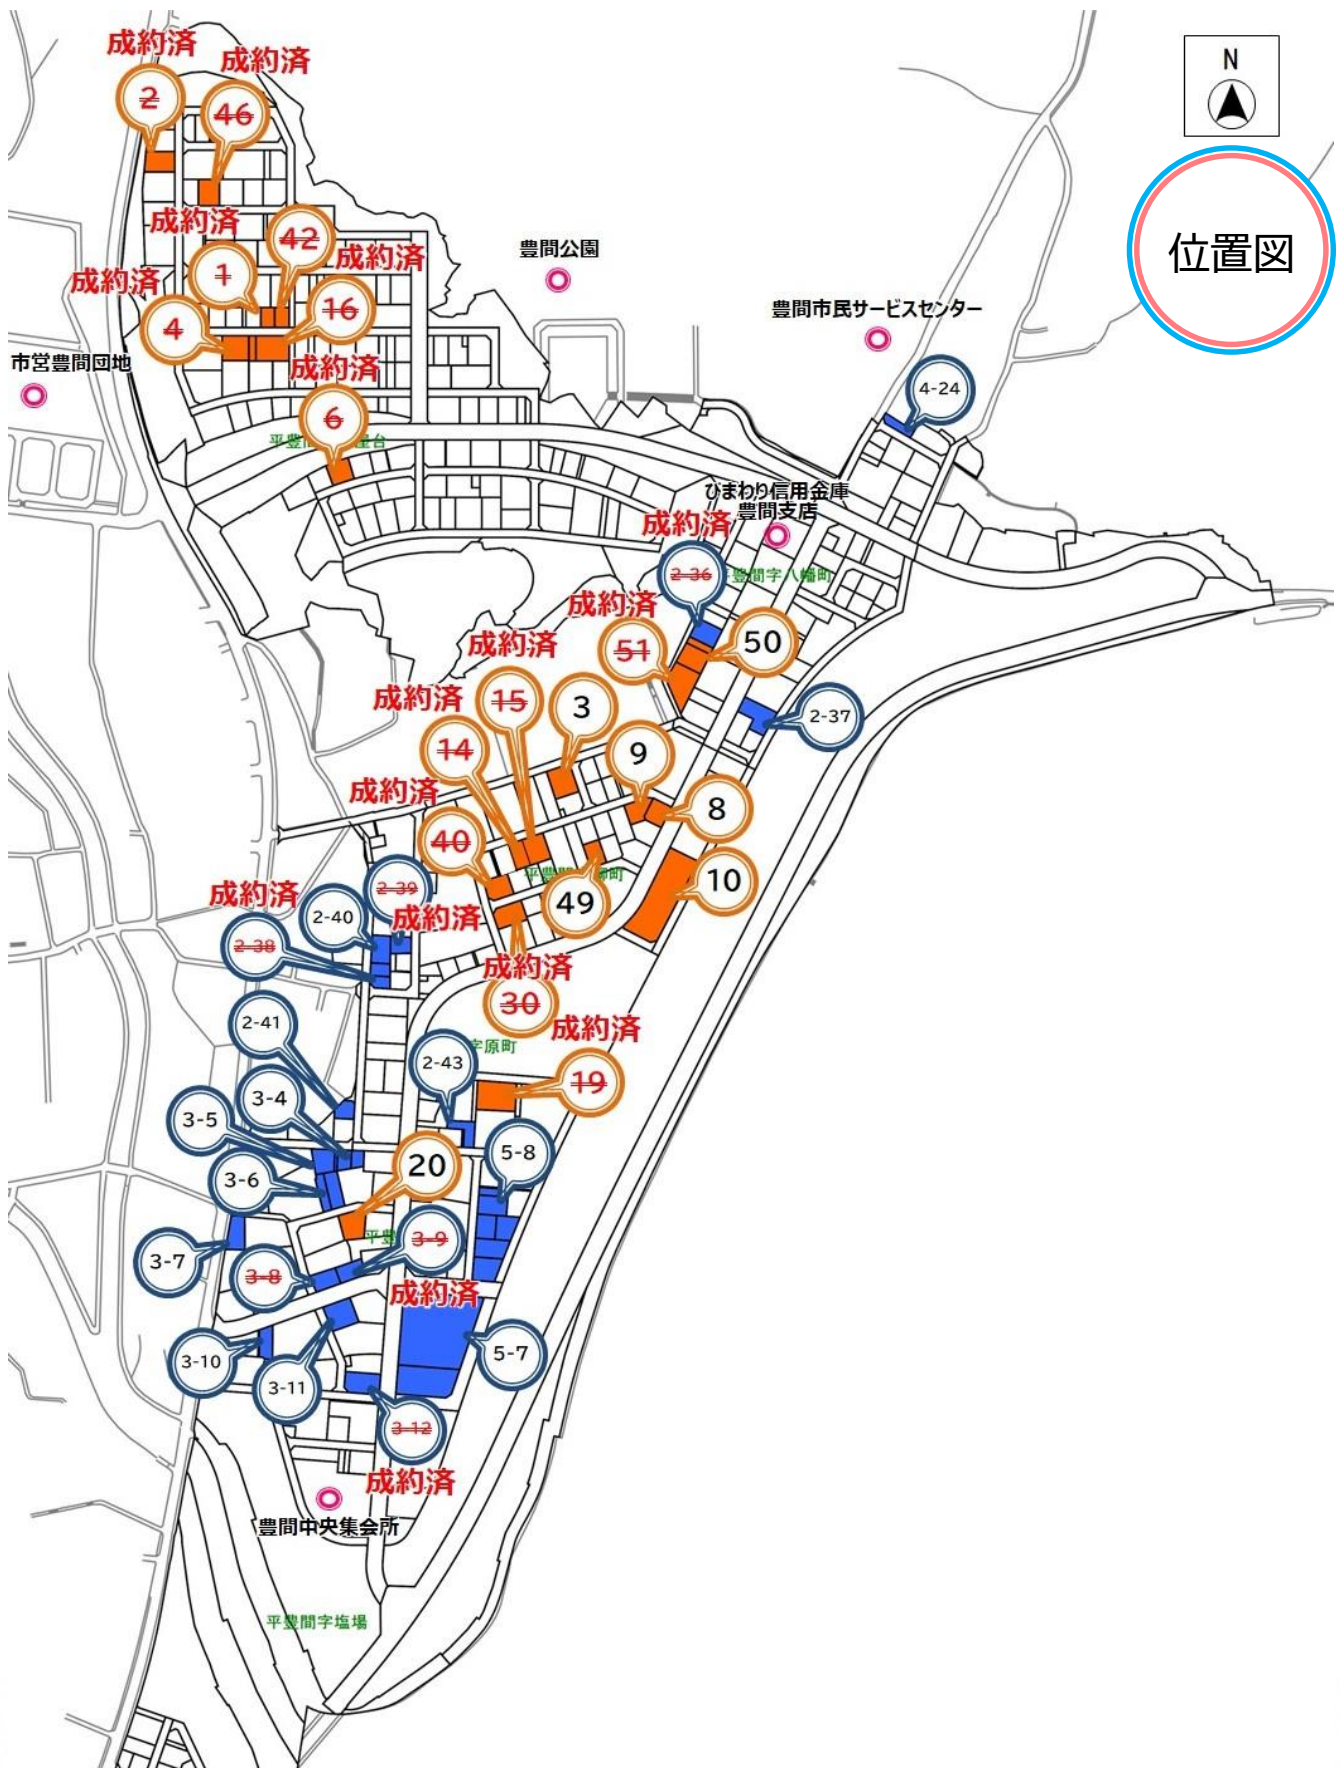 成約済
成約済
2
46
N
位置図
成約済
42
成約済
1
成約済
16
4
成約済
市営豊間団地
6
豊間公園
豊間市民サービスセンター
4-24
ひまわり信用金庫
豊間支店
成約済
2-36
豊間字八幡町
成約済
51
50
成約済
成約済
15
3
2-37
14
9
成約済
8
40
10
49
2-39
成約済
成約済
2-40
2-38
成約済
30
成約済
2-41
字原町
2-43
19
3-4
3-5
20
5-8
3-6
平豊
3-9
3-7
3-8
成約済
5-7
3-10
3-11
3-12
成約済
豊間中央集会所
平豊間字塩場